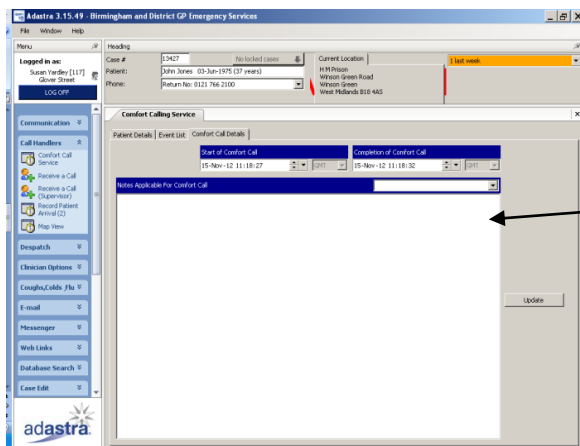 Adastra 3.15.49 - Birmingham and District GP Emergency Services
File Window Help
Menu
Logged in as:
Susan Yardley [117]
Glover Street
LOG OFF
Communication
Call Handlers
Comfort Call
Service
Receive a Call
Receive a Call
(Supervisor)
Record Patient
Arrival (2)
Map View
Despatch
Clinician Options
Coughs,Colds ,Flu
E-mail
Messenger
Web Links
Database Search
Case Edit
adastra
Heading
Case # 13427 No locked cases
Patient: John Jones 03-Jun-1975 (37 years)
Phone: Return No: 0121 766 2100
Current Location
H M Prison
Winson Green Road
Winson Green
West Midlands B18 4AS
1 last week
Comfort Calling Service
Patient Details Event List Comfort Call Details
Start of Comfort Call Completion of Comfort Call
15-Nov-12 11:18:27 GMT 15-Nov-12 11:18:32 GMT
Notes Applicable For Comfort Call
Update